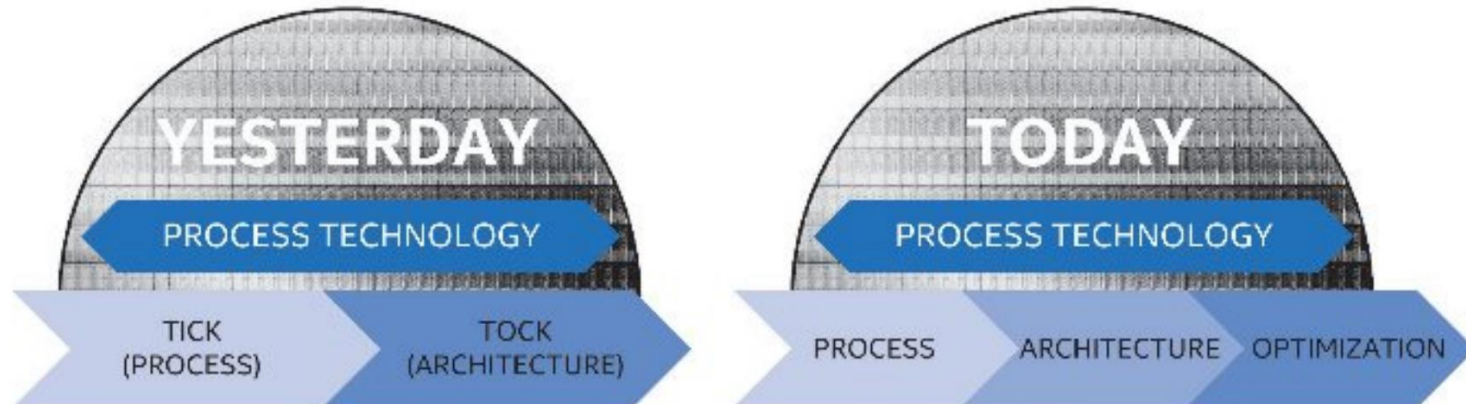 YESTERDAY
PROCESS TECHNOLOGY
TICK
(PROCESS)
TOCK
(ARCHITECTURE)
TODAY
PROCESS TECHNOLOGY
PROCESS
ARCHITECTURE
OPTIMIZATION